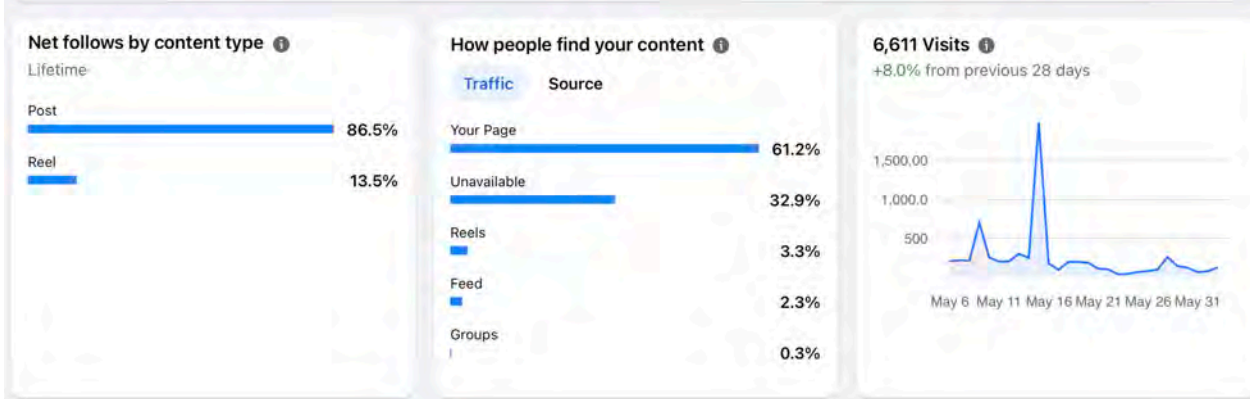 Net follows by content type
Lifetime
Post
86.5%
Reel
13.5%
How people find your content
Traffic Source
Your Page
61.2%
Unavailable
32.9%
Reels
3.3%
Feed
2.3%
Groups
0.3%
6,611 Visits
+8.0% from previous 28 days
1,500,00
1,000.0
500
May 6 May 11 May 16 May 21 May 26 May 31